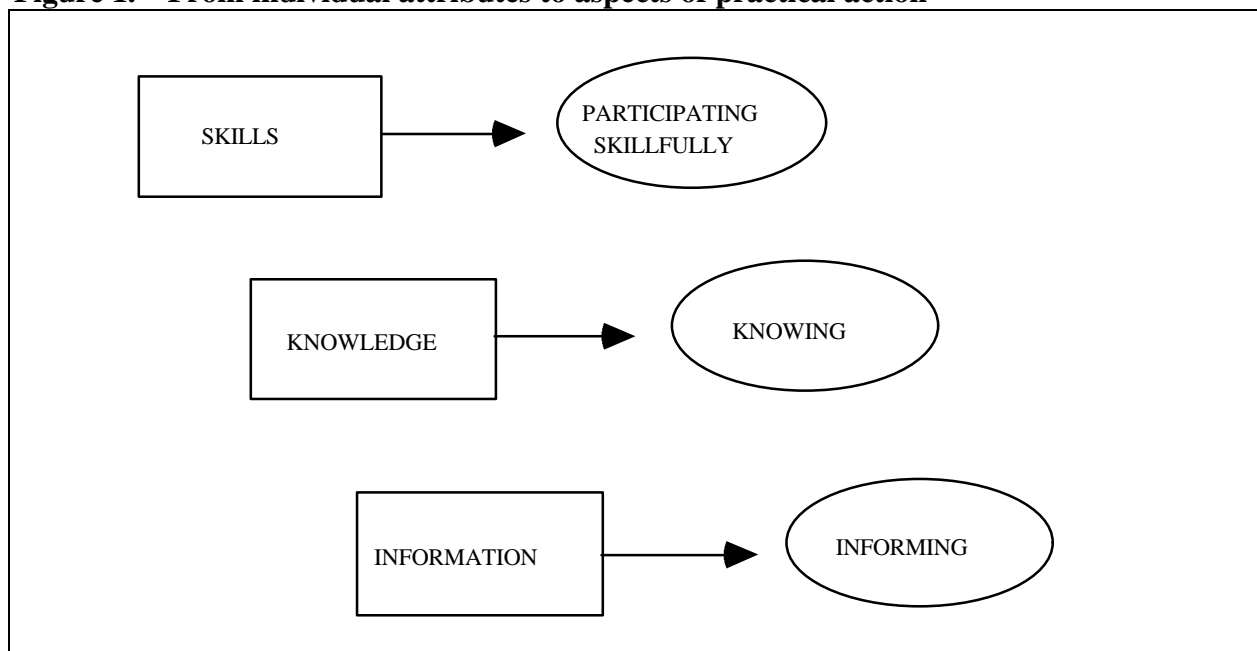 Figure 1. From individual attributes to aspects of practical action
SKILLS
PARTICIPATING
SKILLFULLY
KNOWLEDGE
KNOWING
INFORMATION
INFORMING